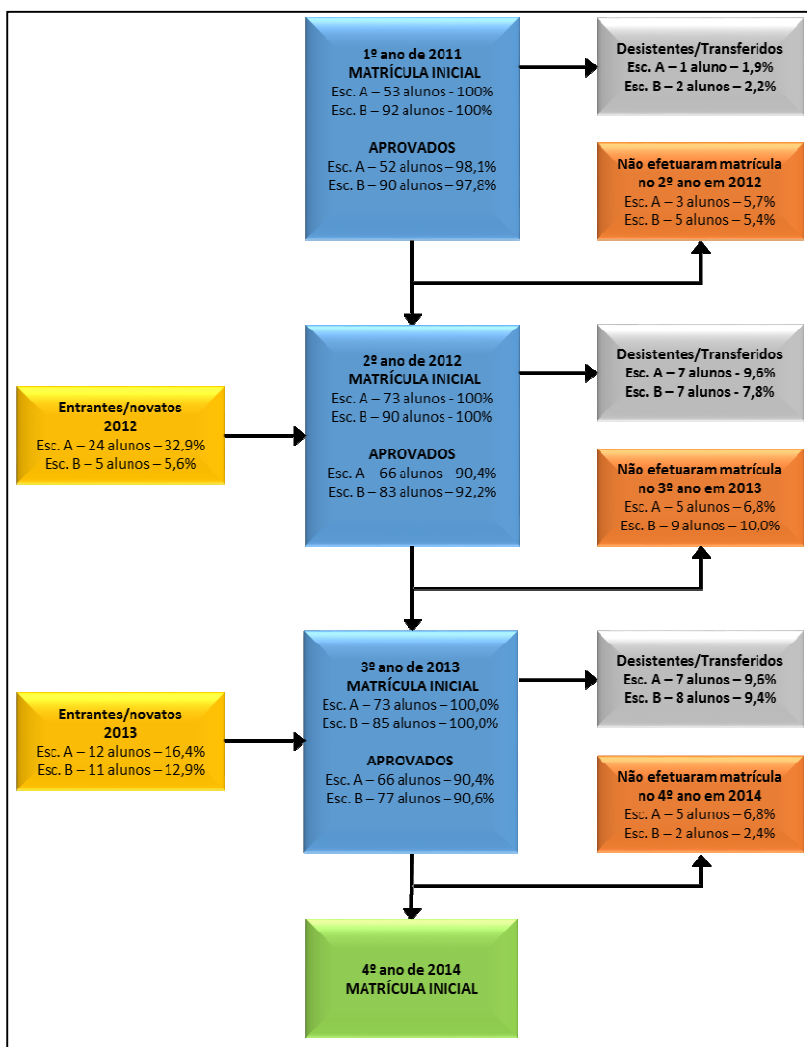 1º ano de 2011
MATRÍCULA INICIAL
Esc. A – 53 alunos - 100%
Esc. B – 92 alunos - 100%
APROVADOS
Esc. A – 52 alunos – 98,1%
Esc. B – 90 alunos – 97,8%
Desistentes/Transferidos
Esc. A – 1 aluno – 1,9%
Esc. B – 2 alunos – 2,2%
Não efetuaram matrícula
no 2º ano em 2012
Esc. A – 3 alunos – 5,7%
Esc. B – 5 alunos – 5,4%
2º ano de 2012
MATRÍCULA INICIAL
Esc. A – 73 alunos - 100%
Esc. B – 90 alunos - 100%
APROVADOS
Esc. A – 66 alunos – 90,4%
Esc. B – 83 alunos – 92,2%
Desistentes/Transferidos
Esc. A – 7 alunos - 9,6%
Esc. B – 7 alunos - 7,8%
Entrantes/novatos
2012
Esc. A – 24 alunos – 32,9%
Esc. B – 5 alunos – 5,6%
Não efetuaram matrícula
no 3º ano em 2013
Esc. A – 5 alunos – 6,8%
Esc. B – 9 alunos – 10,0%
3º ano de 2013
MATRÍCULA INICIAL
Esc. A – 73 alunos – 100,0%
Esc. B – 85 alunos – 100,0%
APROVADOS
Esc. A – 66 alunos – 90,4%
Esc. B – 77 alunos – 90,6%
Desistentes/Transferidos
Esc. A – 7 alunos – 9,6%
Esc. B – 8 alunos – 9,4%
Entrantes/novatos
2013
Esc. A – 12 alunos – 16,4%
Esc. B – 11 alunos – 12,9%
Não efetuaram matrícula
no 4º ano em 2014
Esc. A – 5 alunos – 6,8%
Esc. B – 2 alunos – 2,4%
4º ano de 2014
MATRÍCULA INICIAL